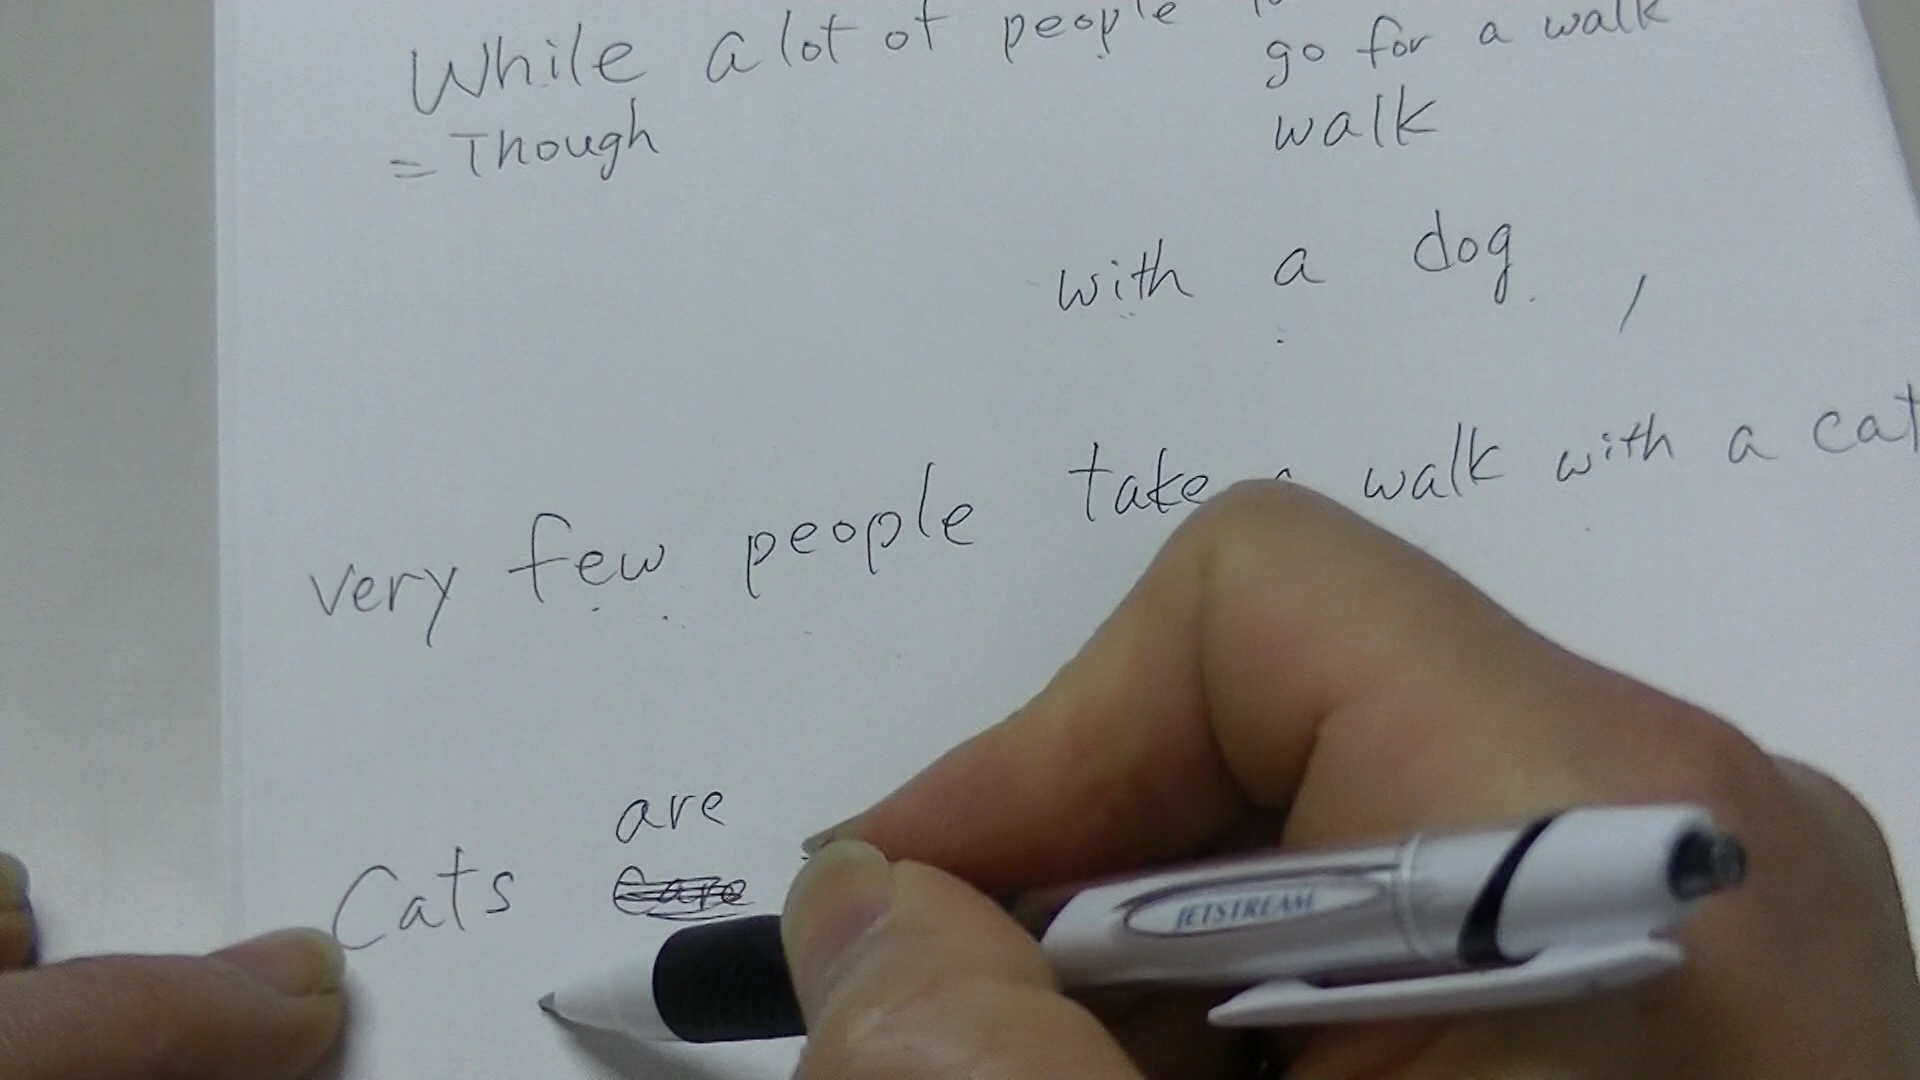 While a lot of people
go for a walk
= Though
walk
with a dog ,
very few people take a walk with a cat
are
Cats
JETSTREAM